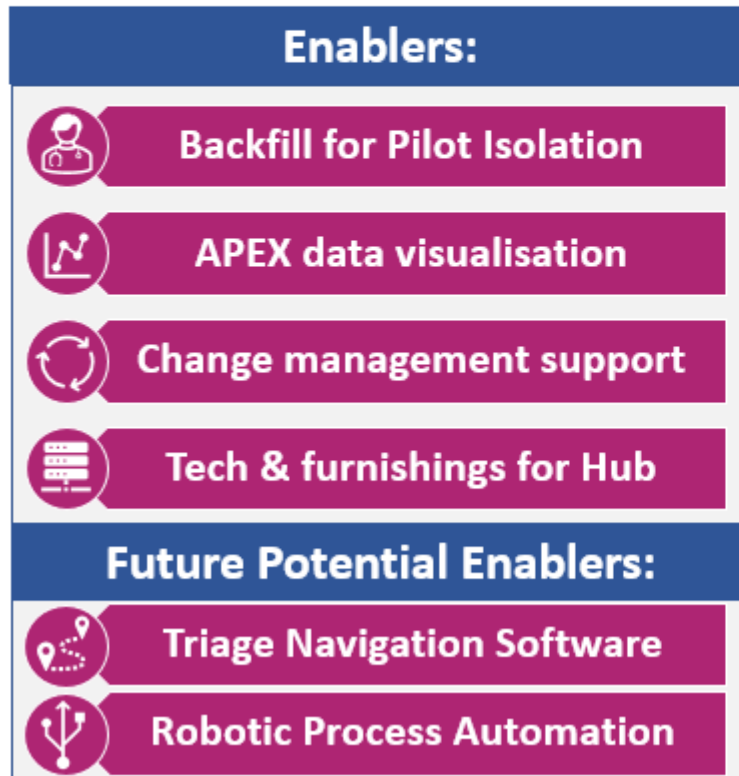 Enablers:
Backfill for Pilot Isolation
APEX data visualisation
Change management support
Tech & furnishings for Hub
Future Potential Enablers:
Triage Navigation Software
Robotic Process Automation